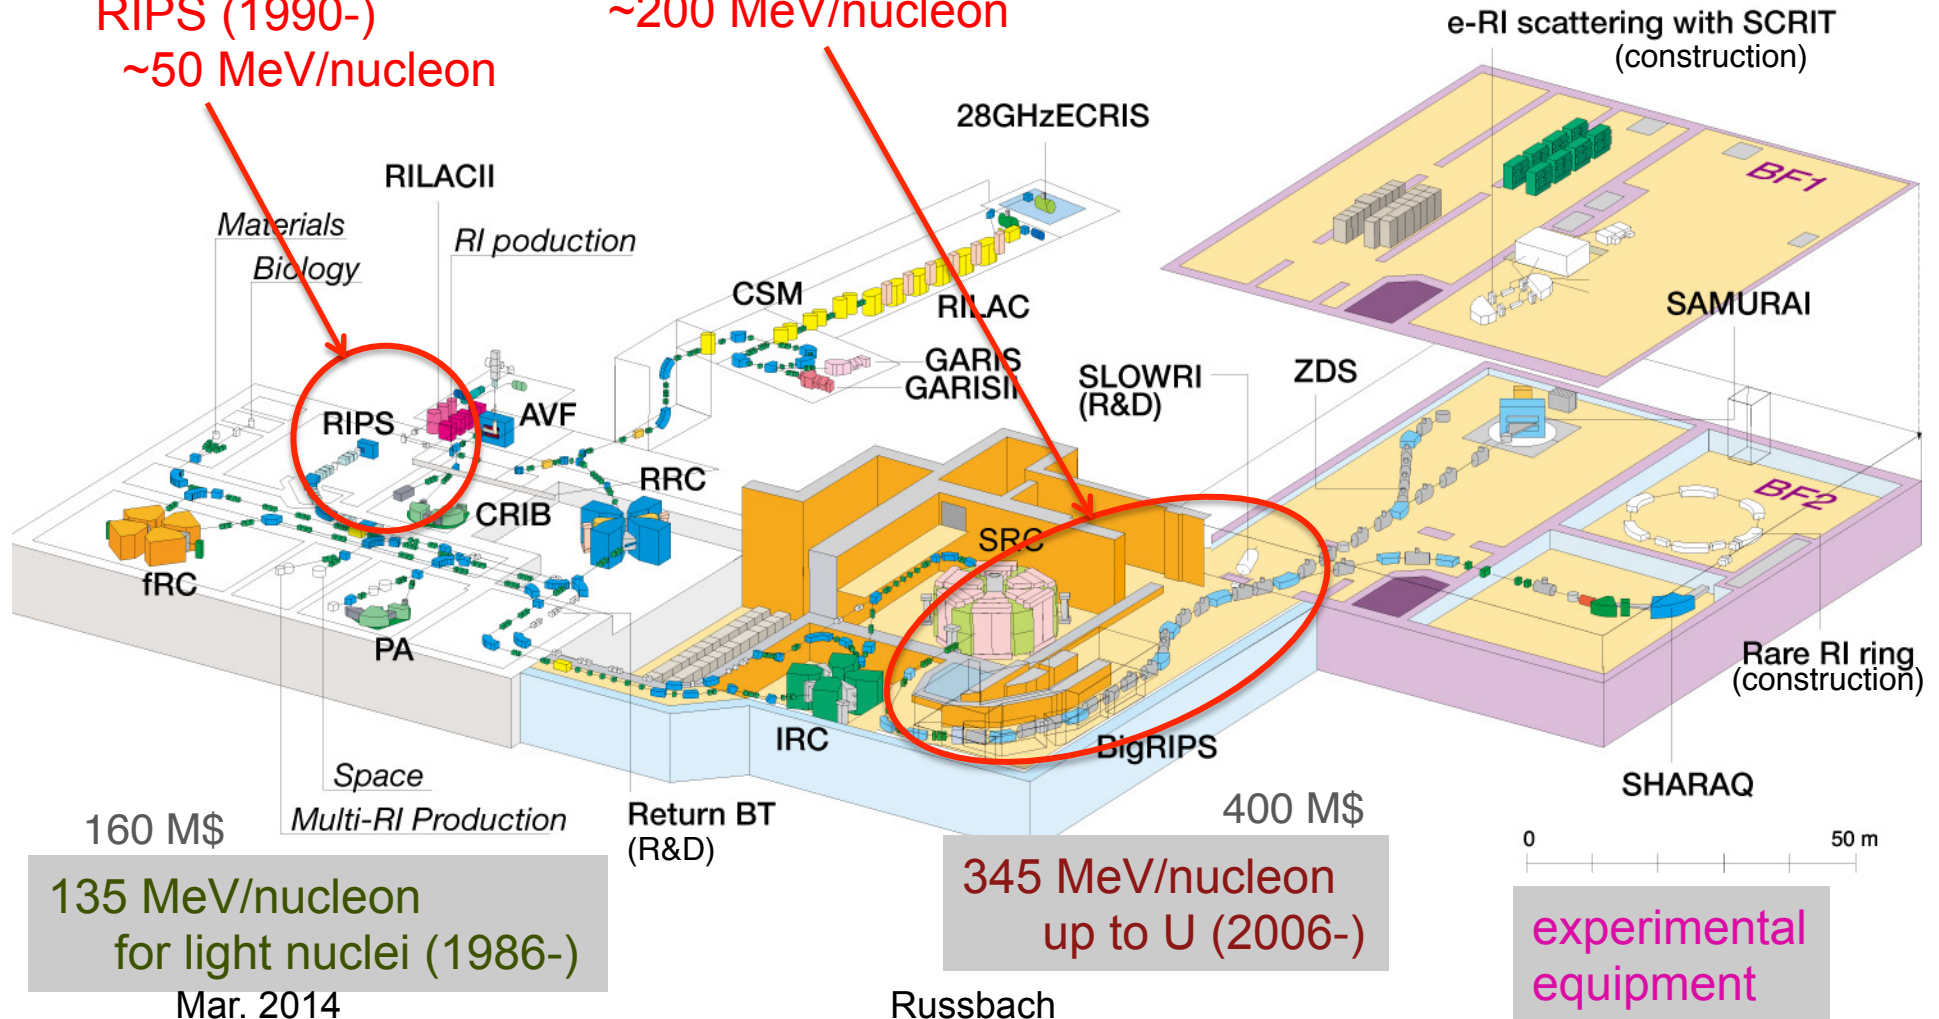 RIPS (1990-)
~50 MeV/nucleon
~200 MeV/nucleon
e-RI scattering with SCRIT
(construction)
28GHzECRIS
RILACII
Materials
Biology
RI poduction
BF1
CSM
RILAC
SAMURAI
GARIS
GARISII
SLOWRI
(R&D)
ZDS
RIPS
AVF
RRC
CRIB
BF2
SRC
fRC
PA
Rare RI ring
(construction)
IRC
BigRIPS
Space
Multi-RI Production
Return BT
(R&D)
SHARAQ
160 M$
400 M$
0
50 m
135 MeV/nucleon
for light nuclei (1986-)
345 MeV/nucleon
up to U (2006-)
experimental
equipment
Mar. 2014
Russbach